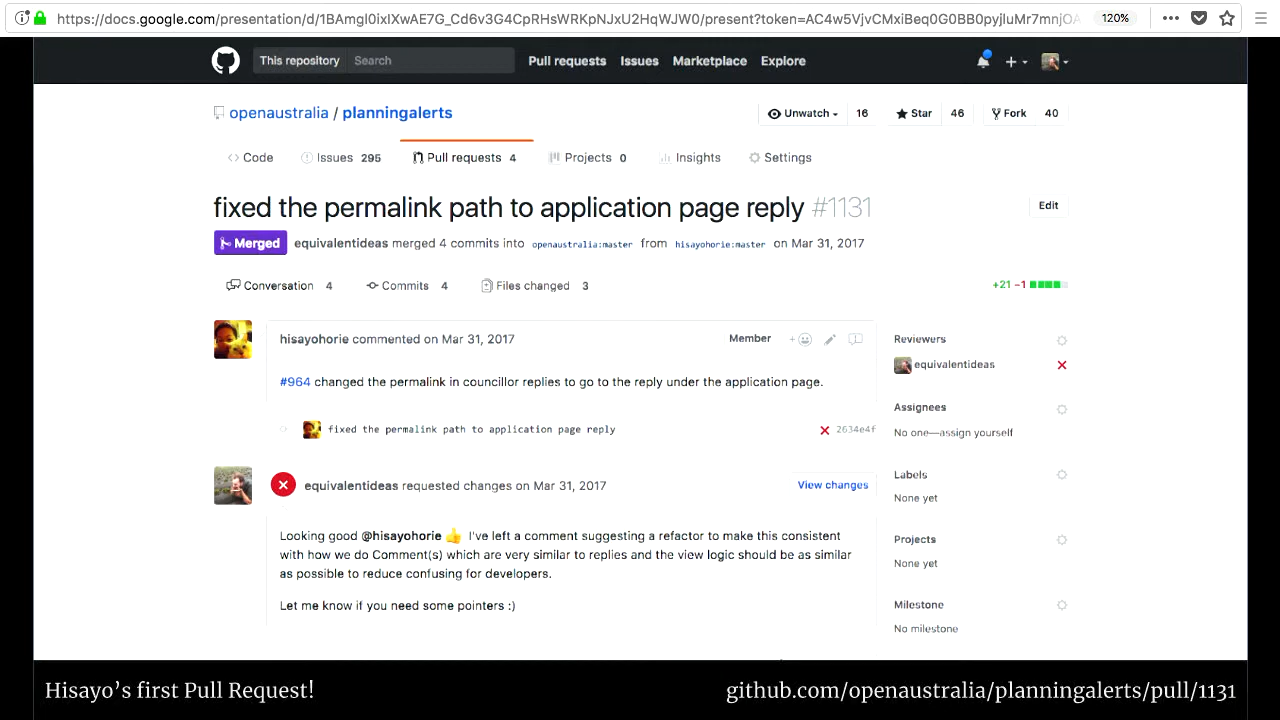 https://docs.google.com/presentation/d/1BAmgI0ixIXwAE7G_Cd6v3G4CpRHsWRKpNJxU2HqWJW0/present?token=AC4w5VjvCMxiBeq0G0BB0pyjluMr7mnjOA 120%
This repository Search Pull requests Issues Marketplace Explore
openaustralia / planningalerts Unwatch 16 Star 46 Fork 40
Code Issues 295 Pull requests 4 Projects 0 Insights Settings
fixed the permalink path to application page reply #1131 Edit
Merged equivalentideas merged 4 commits into openaustralia:master from hisayohorie:master on Mar 31, 2017
Conversation 4 Commits 4 Files changed 3 +21 −1
hisayohorie commented on Mar 31, 2017 Member
#964 changed the permalink in councillor replies to go to the reply under the application page.
fixed the permalink path to application page reply 2634e4f
equivalentideas requested changes on Mar 31, 2017 View changes
Looking good @hisayohorie 👍 I've left a comment suggesting a refactor to make this consistent
with how we do Comment(s) which are very similar to replies and the view logic should be as similar
as possible to reduce confusing for developers.
Let me know if you need some pointers :)
Reviewers
equivalentideas
Assignees
No one—assign yourself
Labels
None yet
Projects
None yet
Milestone
No milestone
Hisayo's first Pull Request! github.com/openaustralia/planningalerts/pull/1131